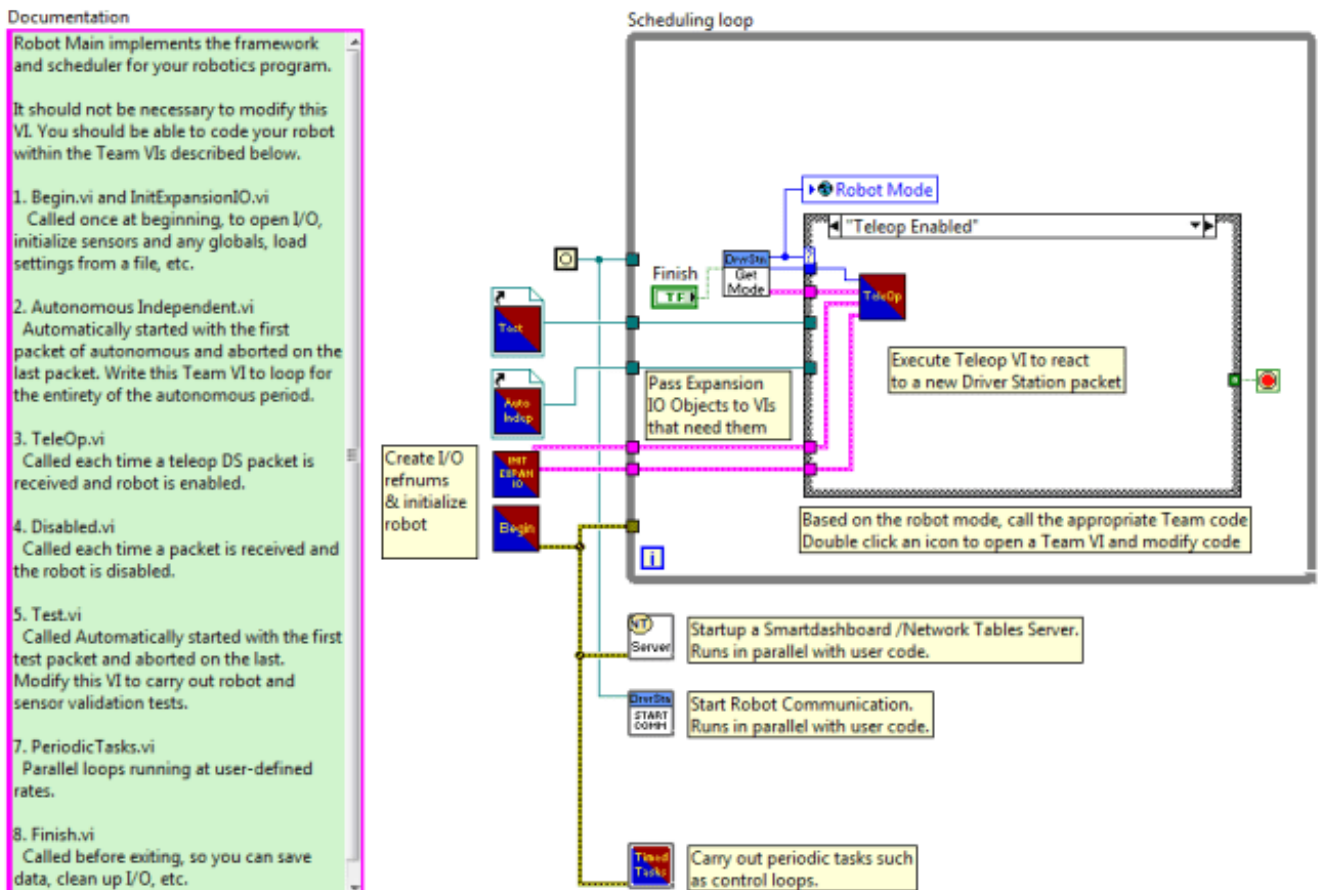 Documentation
Robot Main implements the framework
and scheduler for your robotics program.
It should not be necessary to modify this
VI. You should be able to code your robot
within the Team VIs described below.
1. Begin.vi and InitExpansionIO.vi
Called once at beginning, to open I/O,
initialize sensors and any globals, load
settings from a file, etc.
2. Autonomous Independent.vi
Automatically started with the first
packet of autonomous and aborted on the
last packet. Write this Team VI to loop for
the entirety of the autonomous period.
3. TeleOp.vi
Called each time a teleop DS packet is
received and robot is enabled.
4. Disabled.vi
Called each time a packet is received and
the robot is disabled.
5. Test.vi
Called Automatically started with the first
test packet and aborted on the last.
Modify this VI to carry out robot and
sensor validation tests.
7. PeriodicTasks.vi
Parallel loops running at user-defined
rates.
8. Finish.vi
Called before exiting, so you can save
data, clean up I/O, etc.
Scheduling loop
Robot Mode
"Teleop Enabled"
Finish
TF
DrvrStn
Get
Mode
TeleOp
Test
Execute Teleop VI to react
to a new Driver Station packet
Auto
Indep
Pass Expansion
IO Objects to VIs
that need them
Create I/O
refnums
& initialize
robot
INIT
EXPAN
IO
Begin
Based on the robot mode, call the appropriate Team code
Double click an icon to open a Team VI and modify code
i
NT
Server
Startup a Smartdashboard /Network Tables Server.
Runs in parallel with user code.
DrvrStn
START
COMM
Start Robot Communication.
Runs in parallel with user code.
Timed
Tasks
Carry out periodic tasks such
as control loops.